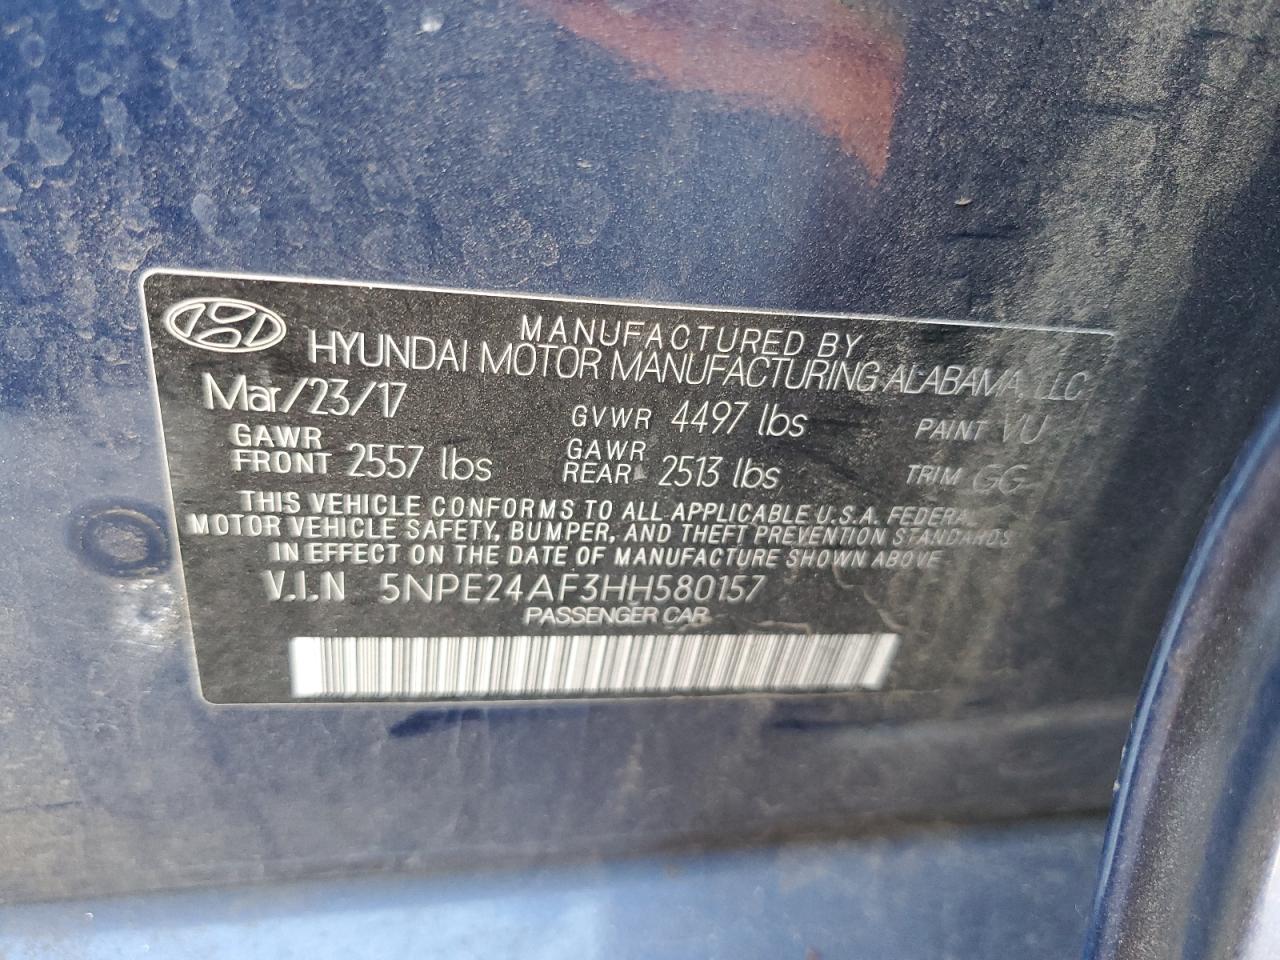 MANUFACTURED BY
HYUNDAI MOTOR MANUFACTURING ALABAMA, LLC
Mar/23/17 GVWR 4497 lbs PAINT VU
GAWR FRONT 2557 lbs GAWR REAR 2513 lbs TRIM GG
THIS VEHICLE CONFORMS TO ALL APPLICABLE U.S.A. FEDERAL
MOTOR VEHICLE SAFETY, BUMPER, AND THEFT PREVENTION STANDARDS
IN EFFECT ON THE DATE OF MANUFACTURE SHOWN ABOVE
V.I.N 5NPE24AF3HH580157
PASSENGER CAR